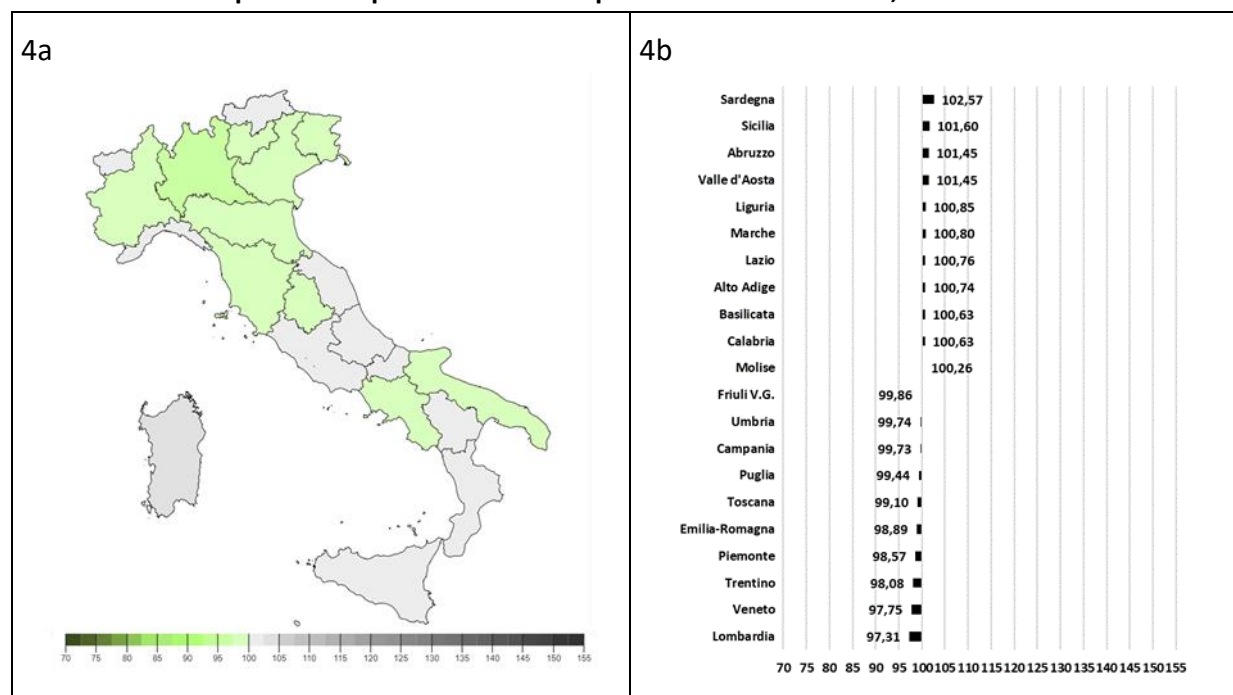 4a
70 75 80 85 90 95 100 105 110 115 120 125 130 135 140 145 150 155
4b
Sardegna 102,57
Sicilia 101,60
Abruzzo 101,45
Valle d'Aosta 101,45
Liguria 100,85
Marche 100,80
Lazio 100,76
Alto Adige 100,74
Basilicata 100,63
Calabria 100,63
Molise 100,26
Friuli V.G. 99,86
Umbria 99,74
Campania 99,73
Puglia 99,44
Toscana 99,10
Emilia-Romagna 98,89
Piemonte 98,57
Trentino 98,08
Veneto 97,75
Lombardia 97,31
70 75 80 85 90 95 100 105 110 115 120 125 130 135 140 145 150 155